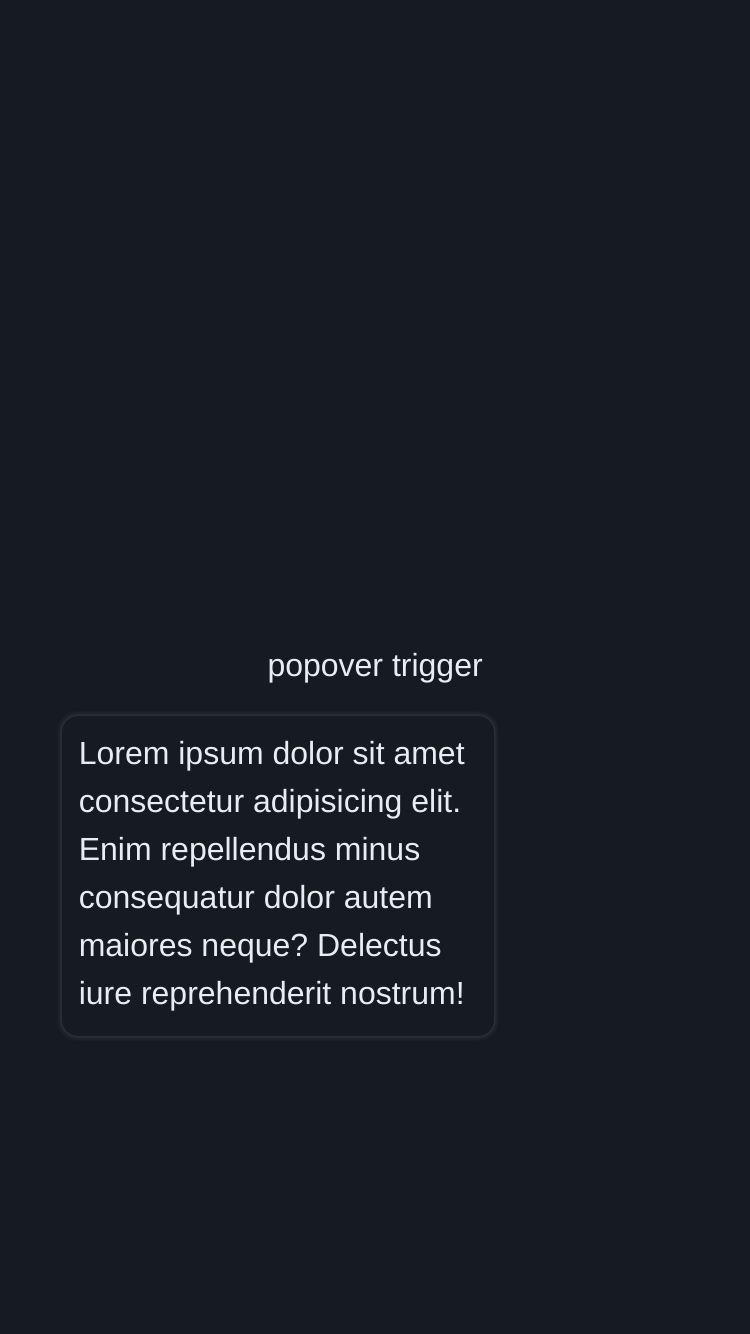 popover trigger
Lorem ipsum dolor sit amet
consectetur adipisicing elit.
Enim repellendus minus
consequatur dolor autem
maiores neque? Delectus
iure reprehenderit nostrum!